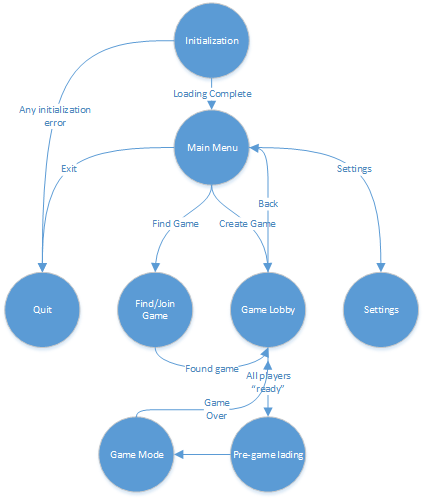 Initialization
Loading Complete
Any initialization
error
Main Menu
Exit
Settings
Back
Find Game
Create Game
Quit
Find/Join
Game
Game Lobby
Settings
Found game
All players
“ready”
Game
Over
Game Mode
Pre-game lading